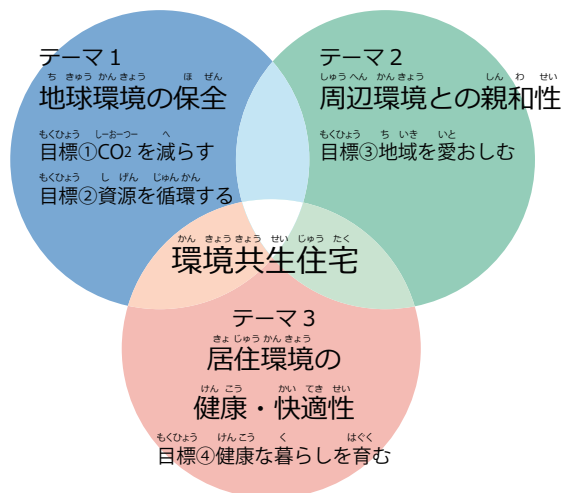 テーマ1
ち きゅう かん きょう ほ ぜん
地球環境の保全
もくひょう しーおーつー へ
目標①CO2を減らす
もくひょう し げん じゅん かん
目標②資源を循環する
テーマ2
しゅう へん かん きょう しん わ せい
周辺環境との親和性
もくひょう ち いき いと
目標③地域を愛おしむ
かん きょう きょう せい じゅう たく
環境共生住宅
テーマ3
きょ じゅう かん きょう
居住環境の
けん こう かい てき せい
健康・快適性
もくひょう けん こう く はぐく
目標④健康な暮らしを育む